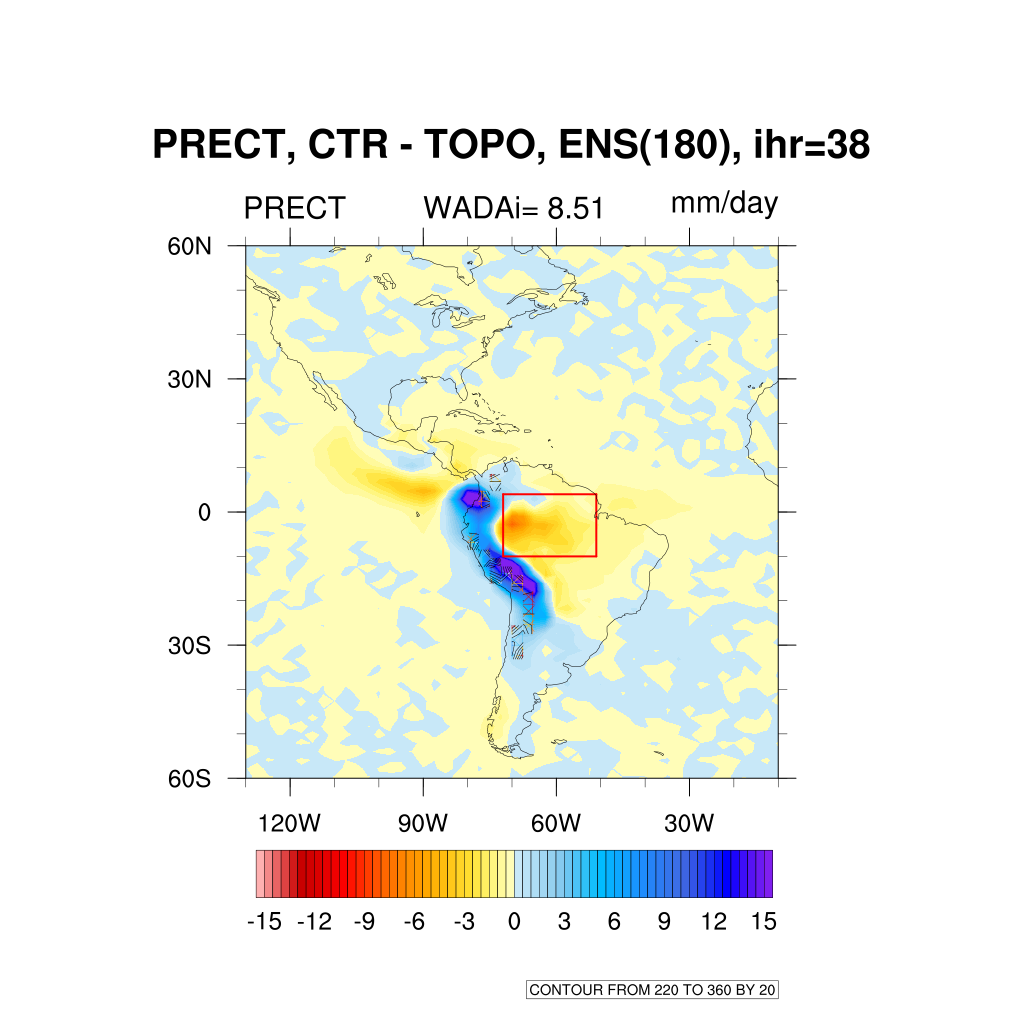 PRECT, CTR - TOPO, ENS(180), ihr=38
PRECT WADAi= 8.51 mm/day
60N
30N
0
30S
60S
120W 90W 60W 30W
-15 -12 -9 -6 -3 0 3 6 9 12 15
CONTOUR FROM 220 TO 360 BY 20